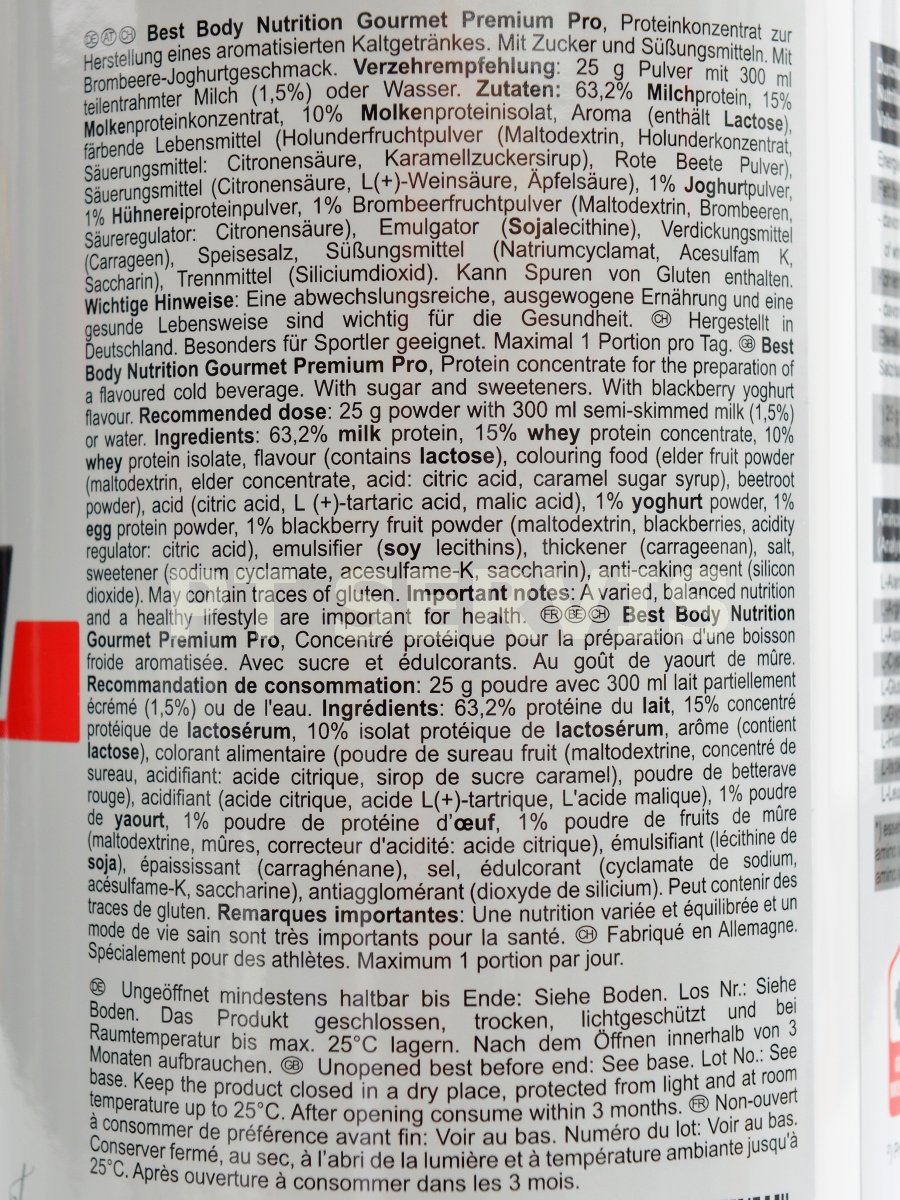 DE AT CH Best Body Nutrition Gourmet Premium Pro, Proteinkonzentrat zur
Herstellung eines aromatisierten Kaltgetränkes. Mit Zucker und Süßungsmitteln. Mit
Brombeere-Joghurtgeschmack. Verzehrempfehlung: 25 g Pulver mit 300 ml
teilentrahmter Milch (1,5%) oder Wasser. Zutaten: 63,2% Milchprotein, 15%
Molkenproteinkonzentrat, 10% Molkenproteinisolat, Aroma (enthält Lactose),
färbende Lebensmittel (Holunderfruchtpulver (Maltodextrin, Holunderkonzentrat,
Säuerungsmittel: Citronensäure, Karamellzuckersirup), Rote Beete Pulver),
Säuerungsmittel (Citronensäure, L(+)-Weinsäure, Äpfelsäure), 1% Joghurtpulver,
1% Hühnereiproteinpulver, 1% Brombeerfruchtpulver (Maltodextrin, Brombeeren,
Säureregulator: Citronensäure), Emulgator (Sojalecithine), Verdickungsmittel
(Carrageen), Speisesalz, Süßungsmittel (Natriumcyclamat, Acesulfam K,
Saccharin), Trennmittel (Siliciumdioxid). Kann Spuren von Gluten enthalten.
Wichtige Hinweise: Eine abwechslungsreiche, ausgewogene Ernährung und eine
gesunde Lebensweise sind wichtig für die Gesundheit. CH Hergestellt in
Deutschland. Besonders für Sportler geeignet. Maximal 1 Portion pro Tag. GB Best
Body Nutrition Gourmet Premium Pro, Protein concentrate for the preparation of
a flavoured cold beverage. With sugar and sweeteners. With blackberry yoghurt
flavour. Recommended dose: 25 g powder with 300 ml semi-skimmed milk (1,5%)
or water. Ingredients: 63,2% milk protein, 15% whey protein concentrate, 10%
whey protein isolate, flavour (contains lactose), colouring food (elder fruit powder
(maltodextrin, elder concentrate, acid: citric acid, caramel sugar syrup), beetroot
powder), acid (citric acid, L (+)-tartaric acid, malic acid), 1% yoghurt powder, 1%
egg protein powder, 1% blackberry fruit powder (maltodextrin, blackberries, acidity
regulator: citric acid), emulsifier (soy lecithins), thickener (carrageenan), salt,
sweetener (sodium cyclamate, acesulfame-K, saccharin), anti-caking agent (silicon
dioxide). May contain traces of gluten. Important notes: A varied, balanced nutrition
and a healthy lifestyle are important for health. FR BE CH Best Body Nutrition
Gourmet Premium Pro, Concentré protéique pour la préparation d'une boisson
froide aromatisée. Avec sucre et édulcorants. Au goût de yaourt de mûre.
Recommandation de consommation: 25 g poudre avec 300 ml lait partiellement
écrémé (1,5%) ou de l'eau. Ingrédients: 63,2% protéine du lait, 15% concentré
protéique de lactosérum, 10% isolat protéique de lactosérum, arôme (contient
lactose), colorant alimentaire (poudre de sureau fruit (maltodextrine, concentré de
sureau, acidifiant: acide citrique, sirop de sucre caramel), poudre de betterave
rouge), acidifiant (acide citrique, acide L(+)-tartrique, L'acide malique), 1% poudre
de yaourt, 1% poudre de protéine d'œuf, 1% poudre de fruits de mûre
(maltodextrine, mûres, correcteur d'acidité: acide citrique), émulsifiant (lécithine de
soja), épaississant (carraghénane), sel, édulcorant (cyclamate de sodium,
acésulfame-K, saccharine), antiagglomérant (dioxyde de silicium). Peut contenir des
traces de gluten. Remarques importantes: Une nutrition variée et équilibrée et un
mode de vie sain sont très importants pour la santé. CH Fabriqué en Allemagne.
Spécialement pour des athlètes. Maximum 1 portion par jour.
DE Ungeöffnet mindestens haltbar bis Ende: Siehe Boden. Los Nr.: Siehe
Boden. Das Produkt geschlossen, trocken, lichtgeschützt und bei
Raumtemperatur bis max. 25°C lagern. Nach dem Öffnen innerhalb von 3
Monaten aufbrauchen. GB Unopened best before end: See base. Lot No.: See
base. Keep the product closed in a dry place, protected from light and at room
temperature up to 25°C. After opening consume within 3 months. FR Non-ouvert
à consommer de préférence avant fin: Voir au bas. Numéro du lot: Voir au bas.
Conserver fermé, au sec, à l'abri de la lumière et à température ambiante jusqu'à
25°C. Après ouverture à consommer dans les 3 mois.